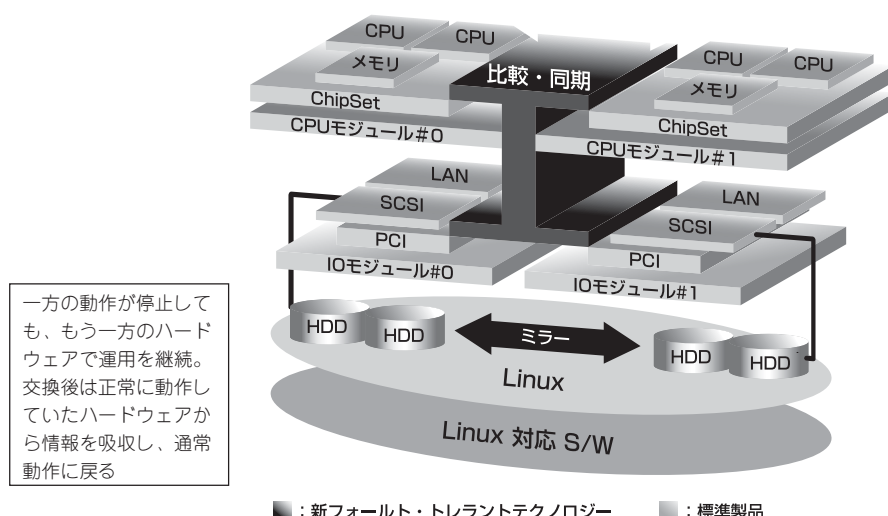 CPU
CPU
メモリ
ChipSet
CPUモジュール#0
比較・同期
CPU
CPU
メモリ
ChipSet
CPUモジュール#1
LAN
SCSI
PCI
IOモジュール#0
LAN
SCSI
PCI
IOモジュール#1
一方の動作が停止して
も、もう一方のハード
ウェアで運用を継続。
交換後は正常に動作し
ていたハードウェアか
ら情報を吸収し、通常
動作に戻る
HDD
HDD
ミラー
HDD
HDD
Linux
Linux 対応 S/W
：新フォールト・トレラントテクノロジー
：標準製品